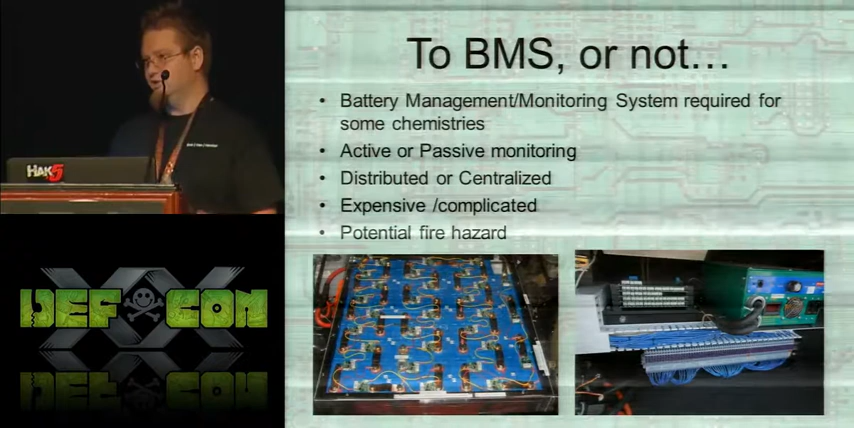 To BMS, or not…
• Battery Management/Monitoring System required for
some chemistries
• Active or Passive monitoring
• Distributed or Centralized
• Expensive /complicated
• Potential fire hazard
HAK5
DEF CON
XX